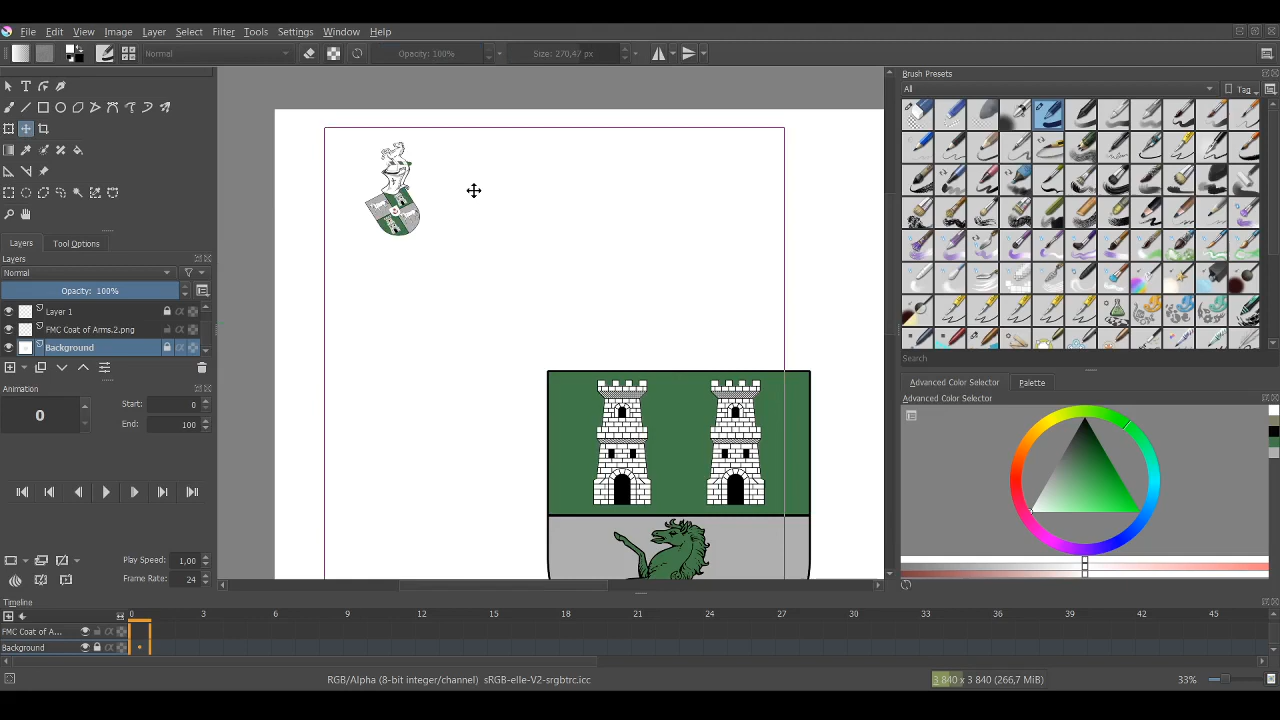 File Edit View Image Layer Select Filter Tools Settings Window Help
Normal Opacity: 100% Size: 270,47 px
Brush Presets
All Tag
Layers Tool Options
Layers
Normal
Opacity: 100%
Layer 1
FMC Coat of Arms.2.png
Background
Animation
0 Start: 0
End: 100
Play Speed: 1,00
Frame Rate: 24
Search
Advanced Color Selector Palette
Advanced Color Selector
Timeline
0 3 6 9 12 15 18 21 24 27 30 33 36 39 42 45
FMC Coat of A...
Background
RGB/Alpha (8-bit integer/channel) sRGB-elle-V2-srgbtrc.icc 3 840 x 3 840 (266,7 MiB) 33%